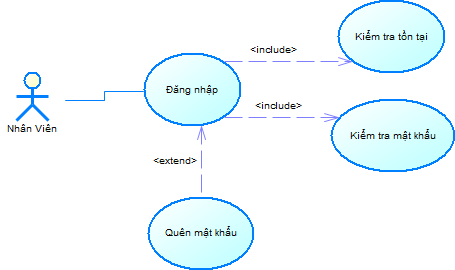 Kiểm tra tồn tại
<include>
Đăng nhập
<include>
Nhân Viên
Kiểm tra mật khẩu
<extend>
Quên mật khẩu